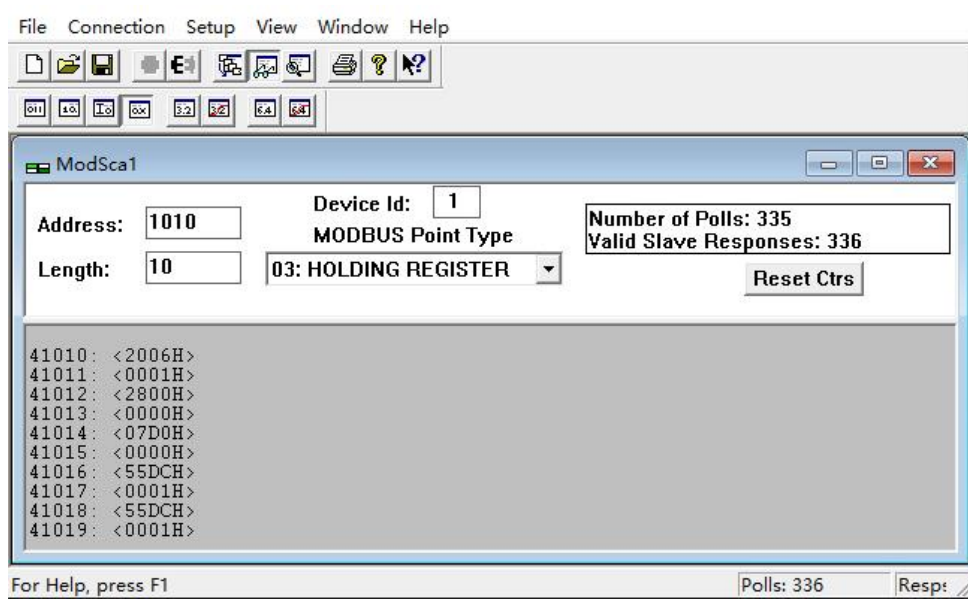 File Connection Setup View Window Help
ModSca1
Address: 1010
Device Id: 1
MODBUS Point Type
Length: 10
03: HOLDING REGISTER
Number of Polls: 335
Valid Slave Responses: 336
Reset Ctrs
41010: <2006H>
41011: <0001H>
41012: <2800H>
41013: <0000H>
41014: <07D0H>
41015: <0000H>
41016: <55DCH>
41017: <0001H>
41018: <55DCH>
41019: <0001H>
For Help, press F1
Polls: 336